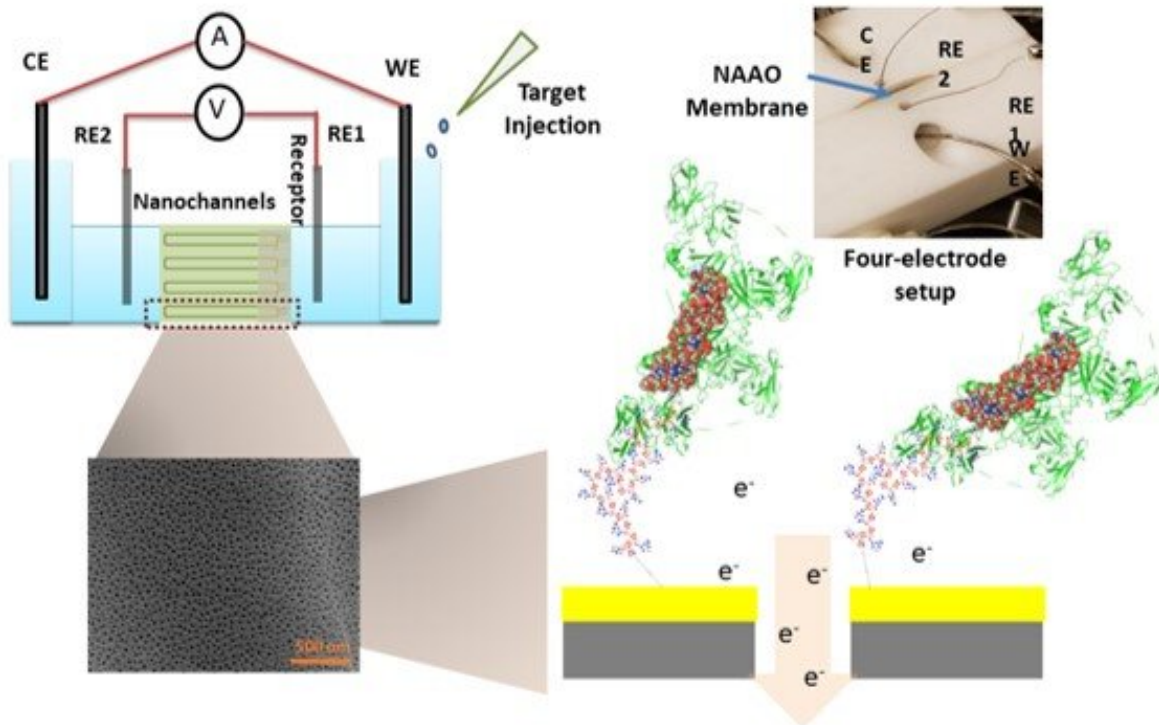 A
CE
WE
V
RE2
RE1
Receptor
Target
Injection
Nanochannels
500 nm
NAAO
Membrane
C
E
RE
2
RE
1
W
E
Four-electrode
setup
e-
e-
e-
e-
e-
e-